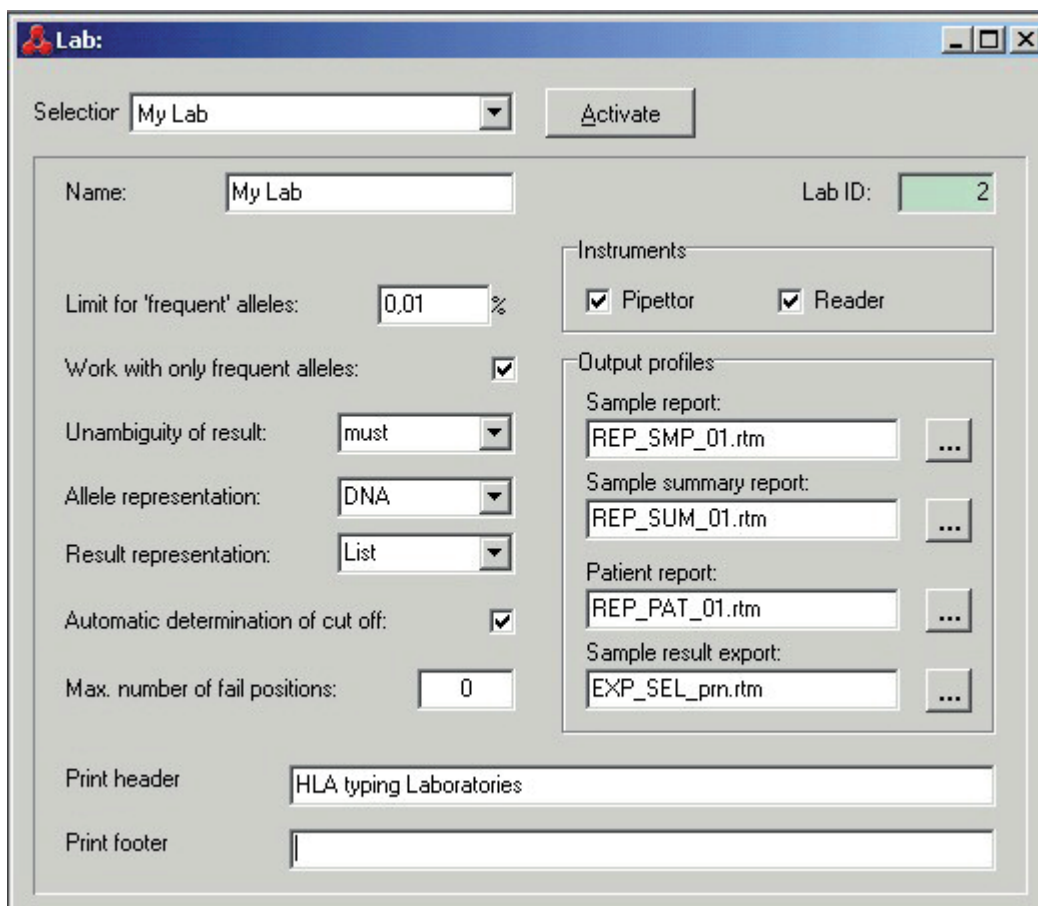 Lab:
Selection My Lab Activate
Name: My Lab
Lab ID: 2
Limit for 'frequent' alleles: 0,01 %
Work with only frequent alleles:
Unambiguity of result: must
Allele representation: DNA
Result representation: List
Automatic determination of cut off:
Max. number of fail positions: 0
Instruments
Pipettor Reader
Output profiles
Sample report:
REP_SMP_01.rtm ...
Sample summary report:
REP_SUM_01.rtm ...
Patient report:
REP_PAT_01.rtm ...
Sample result export:
EXP_SEL_prn.rtm ...
Print header HLA typing Laboratories
Print footer